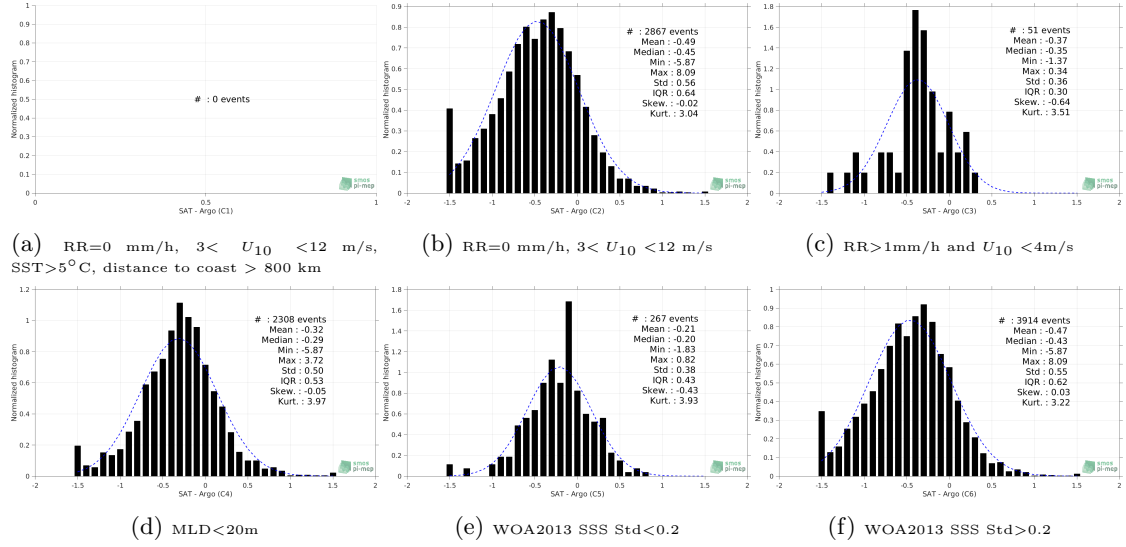 1
0.9
0.8
0.7
0.6
0.5
0.4
0.3
0.2
0.1
0
Normalized histogram
# : 0 events
0 0.5 1
SAT - Argo (C1)
smos
pi-mep
(a) RR=0 mm/h, 3< U10 <12 m/s,
SST>5°C, distance to coast > 800 km
0.9
0.8
0.7
0.6
0.5
0.4
0.3
0.2
0.1
0
Normalized histogram
# : 2867 events
Mean : -0.49
Median : -0.45
Min : -5.87
Max : 8.09
Std : 0.56
IQR : 0.64
Skew. : -0.02
Kurt. : 3.04
-2 -1.5 -1 -0.5 0 0.5 1 1.5 2
SAT - Argo (C2)
smos
pi-mep
(b) RR=0 mm/h, 3< U10 <12 m/s
1.8
1.6
1.4
1.2
1
0.8
0.6
0.4
0.2
0
Normalized histogram
# : 51 events
Mean : -0.37
Median : -0.35
Min : -1.37
Max : 0.34
Std : 0.36
IQR : 0.30
Skew. : -0.64
Kurt. : 3.51
-2 -1.5 -1 -0.5 0 0.5 1 1.5 2
SAT - Argo (C3)
smos
pi-mep
(c) RR>1mm/h and U10 <4m/s
1.2
1
0.8
0.6
0.4
0.2
0
Normalized histogram
# : 2308 events
Mean : -0.32
Median : -0.29
Min : -5.87
Max : 3.72
Std : 0.50
IQR : 0.53
Skew. : -0.05
Kurt. : 3.97
-2 -1.5 -1 -0.5 0 0.5 1 1.5 2
SAT - Argo (C4)
smos
pi-mep
(d) MLD<20m
1.8
1.6
1.4
1.2
1
0.8
0.6
0.4
0.2
0
Normalized histogram
# : 267 events
Mean : -0.21
Median : -0.20
Min : -1.83
Max : 0.82
Std : 0.38
IQR : 0.43
Skew. : -0.43
Kurt. : 3.93
-2 -1.5 -1 -0.5 0 0.5 1 1.5 2
SAT - Argo (C5)
smos
pi-mep
(e) WOA2013 SSS Std<0.2
1
0.9
0.8
0.7
0.6
0.5
0.4
0.3
0.2
0.1
0
Normalized histogram
# : 3914 events
Mean : -0.47
Median : -0.43
Min : -5.87
Max : 8.09
Std : 0.55
IQR : 0.62
Skew. : 0.03
Kurt. : 3.22
-2 -1.5 -1 -0.5 0 0.5 1 1.5 2
SAT - Argo (C6)
smos
pi-mep
(f) WOA2013 SSS Std>0.2